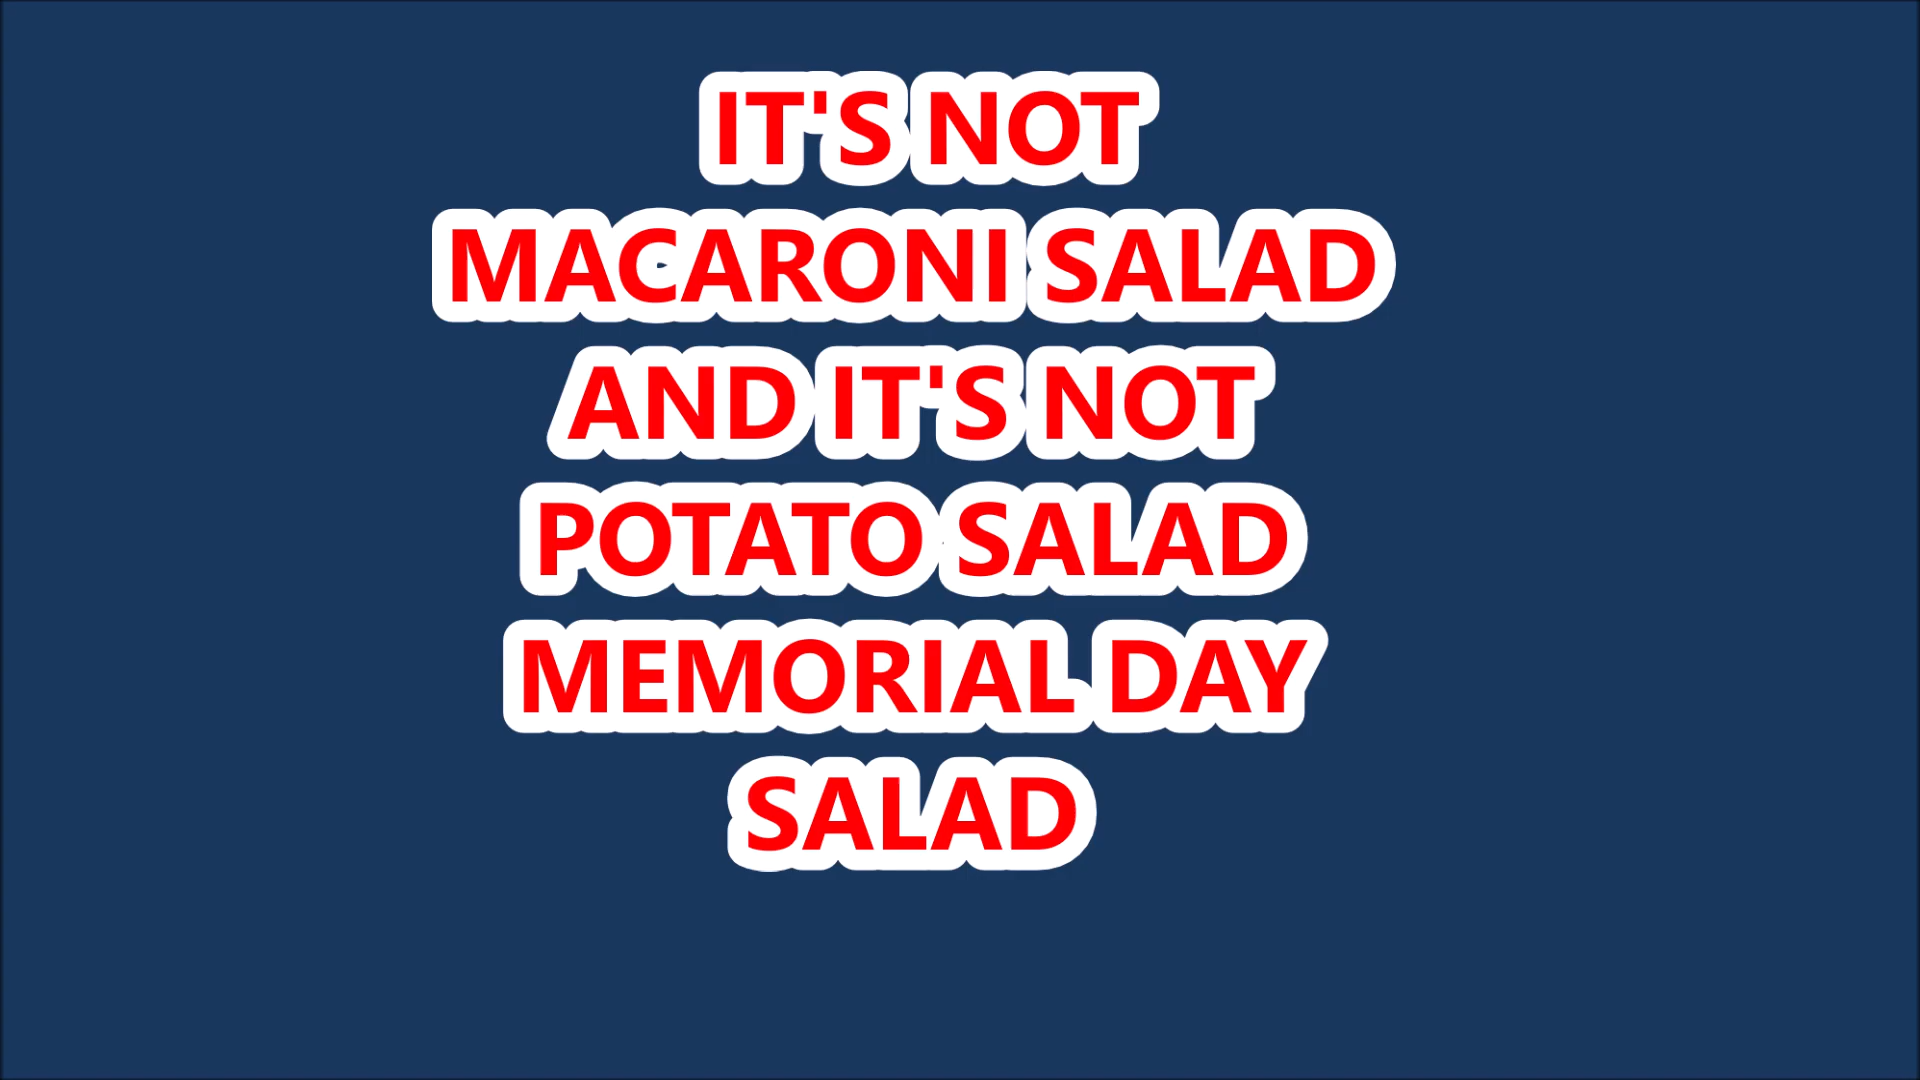 IT'S NOT
MACARONI SALAD
AND IT'S NOT
POTATO SALAD
MEMORIAL DAY
SALAD